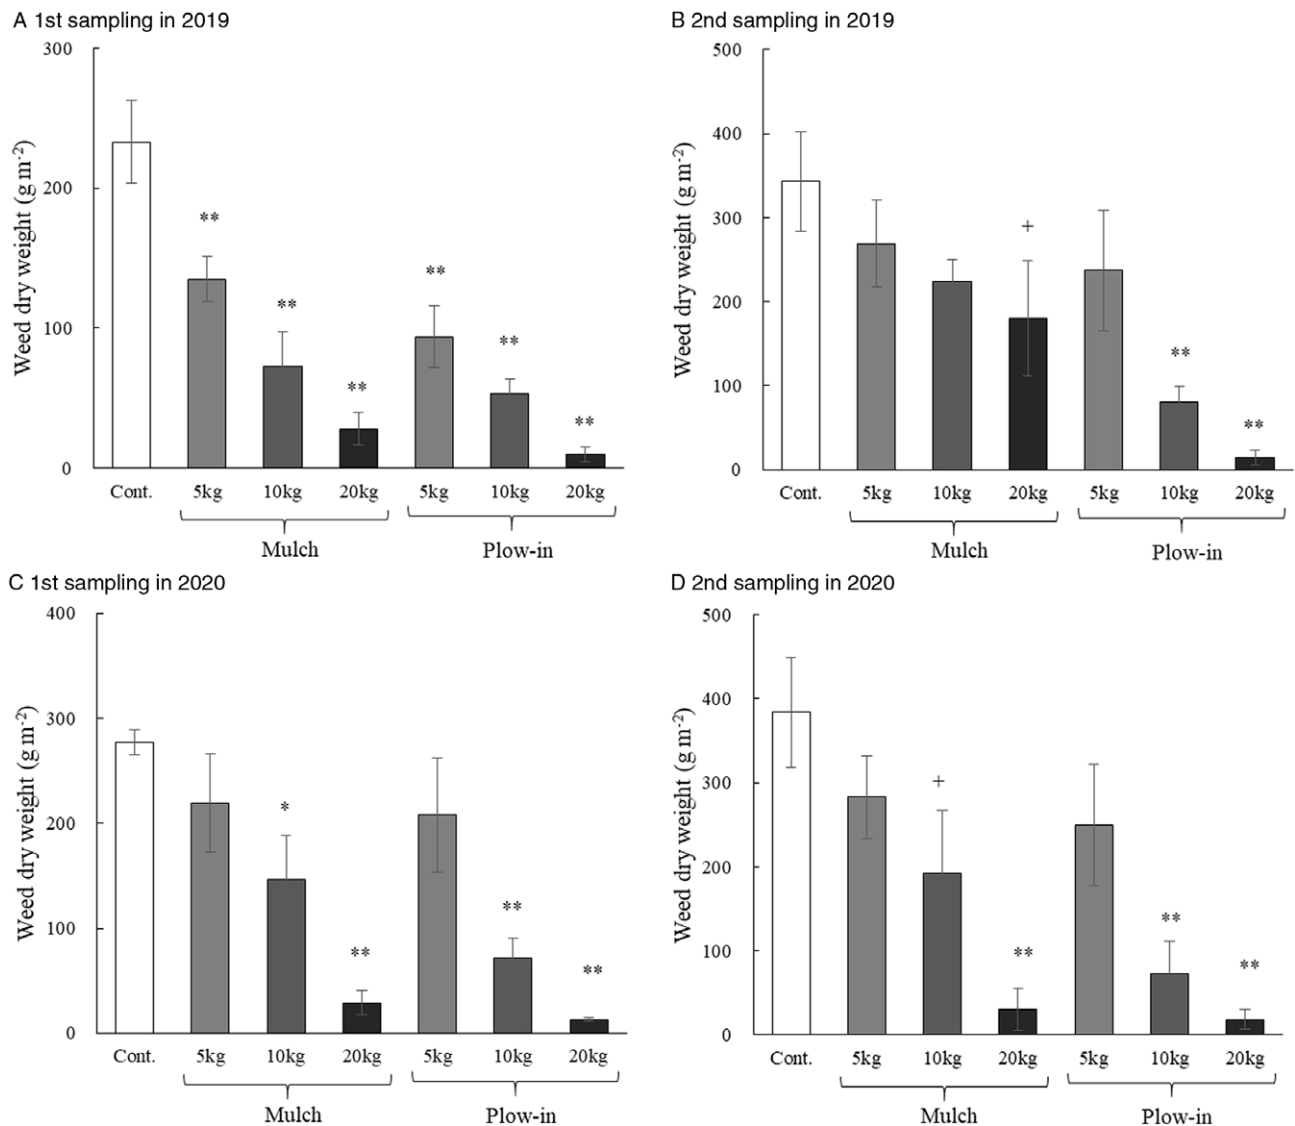 A 1st sampling in 2019
300
200
100
0
Weed dry weight (g m-2)
**
**
**
**
**
**
Cont. 5kg 10kg 20kg 5kg 10kg 20kg
Mulch Plow-in
B 2nd sampling in 2019
500
400
300
200
100
0
Weed dry weight (g m-2)
+
**
**
Cont. 5kg 10kg 20kg 5kg 10kg 20kg
Mulch Plow-in
C 1st sampling in 2020
400
300
200
100
0
Weed dry weight (g m-2)
*
**
**
**
Cont. 5kg 10kg 20kg 5kg 10kg 20kg
Mulch Plow-in
D 2nd sampling in 2020
500
400
300
200
100
0
Weed dry weight (g m-2)
+
**
**
**
Cont. 5kg 10kg 20kg 5kg 10kg 20kg
Mulch Plow-in